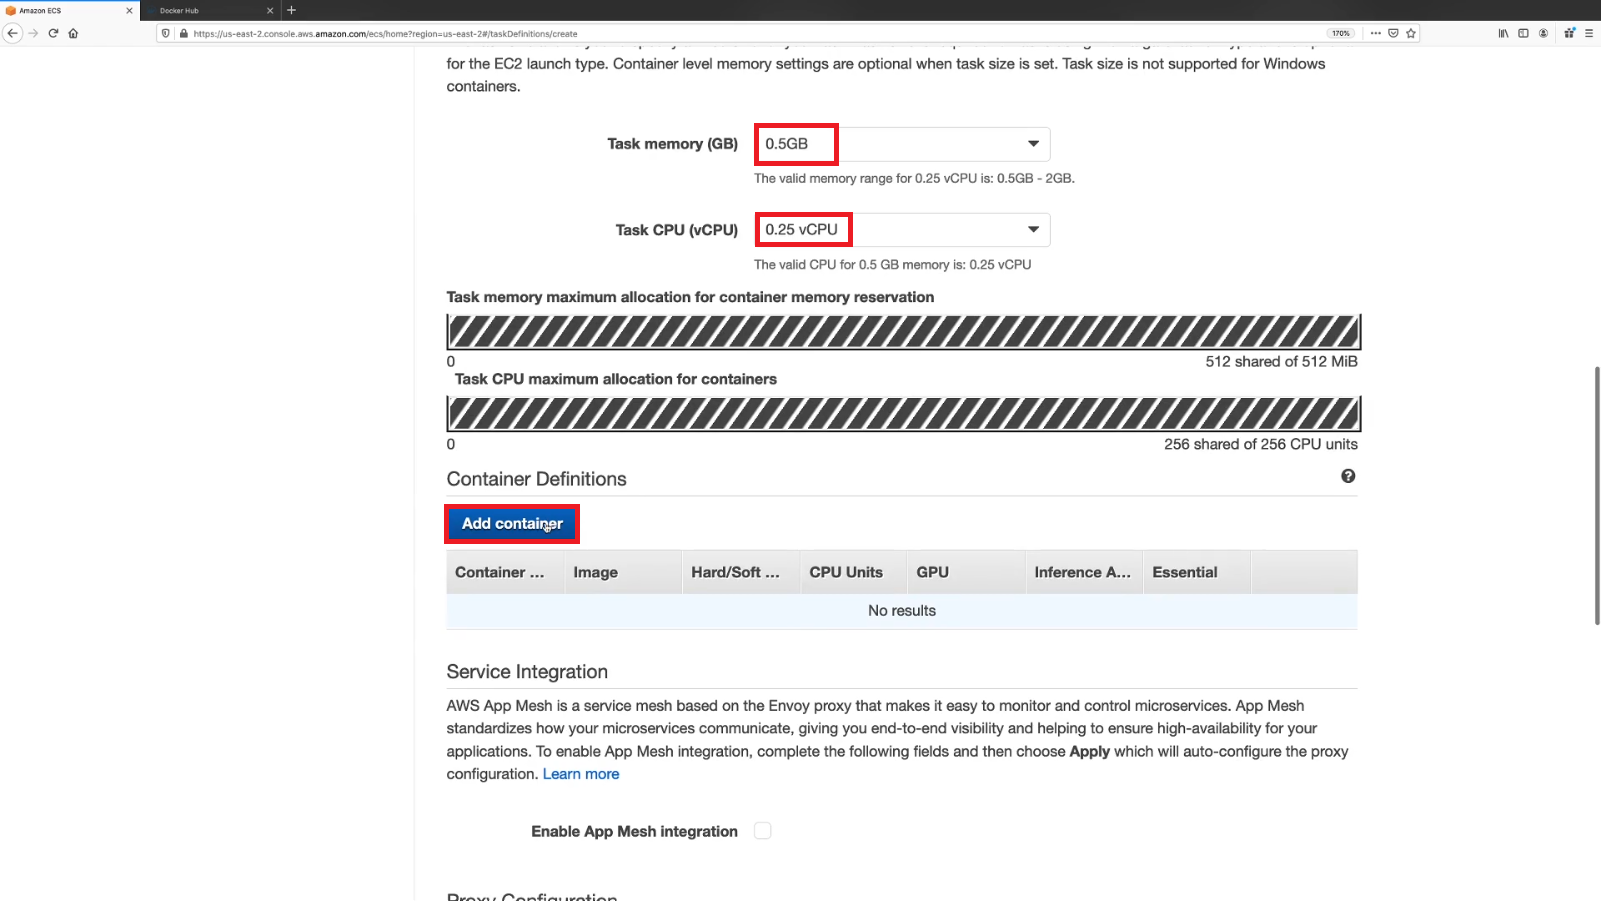 Amazon ECS
Docker Hub
https://us-east-2.console.aws.amazon.com/ecs/home?region=us-east-2#/taskDefinitions/create
170%
for the EC2 launch type. Container level memory settings are optional when task size is set. Task size is not supported for Windows
containers.
Task memory (GB)
0.5GB
The valid memory range for 0.25 vCPU is: 0.5GB - 2GB.
Task CPU (vCPU)
0.25 vCPU
The valid CPU for 0.5 GB memory is: 0.25 vCPU
Task memory maximum allocation for container memory reservation
0
512 shared of 512 MiB
Task CPU maximum allocation for containers
0
256 shared of 256 CPU units
Container Definitions
Add container
Container ... Image Hard/Soft ... CPU Units GPU Inference A... Essential
No results
Service Integration
AWS App Mesh is a service mesh based on the Envoy proxy that makes it easy to monitor and control microservices. App Mesh
standardizes how your microservices communicate, giving you end-to-end visibility and helping to ensure high-availability for your
applications. To enable App Mesh integration, complete the following fields and then choose Apply which will auto-configure the proxy
configuration. Learn more
Enable App Mesh integration
Proxy Configuration